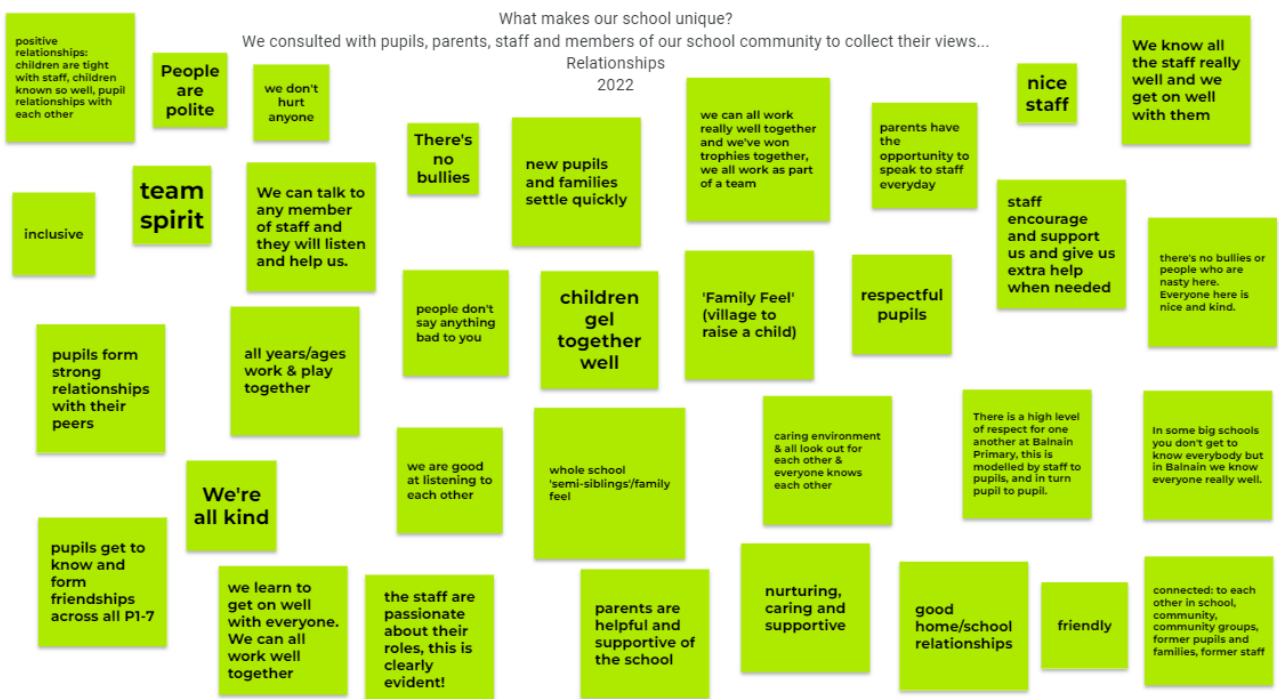 What makes our school unique?
We consulted with pupils, parents, staff and members of our school community to collect their views...
Relationships
2022
positive
relationships:
children are tight
with staff, children
known so well, pupil
relationships with
each other
People
are
polite
we don't
hurt
anyone
There's
no
bullies
new pupils
and families
settle quickly
we can all work
really well together
and we've won
trophies together,
we all work as part
of a team
parents have
the
opportunity to
speak to staff
everyday
nice
staff
We know all
the staff really
well and we
get on well
with them
inclusive
team
spirit
We can talk to
any member
of staff and
they will listen
and help us.
people don't
say anything
bad to you
children
gel
together
well
'Family Feel'
(village to
raise a child)
respectful
pupils
staff
encourage
and support
us and give us
extra help
when needed
there's no bullies or
people who are
nasty here.
Everyone here is
nice and kind.
pupils form
strong
relationships
with their
peers
all years/ages
work & play
together
we are good
at listening to
each other
whole school
'semi-siblings'/family
feel
caring environment
& all look out for
each other &
everyone knows
each other
There is a high level
of respect for one
another at Balnain
Primary, this is
modelled by staff to
pupils, and in turn
pupil to pupil.
In some big schools
you don't get to
know everybody but
in Balnain we know
everyone really well.
We're
all kind
pupils get to
know and
form
friendships
across all P1-7
we learn to
get on well
with everyone.
We can all
work well
together
the staff are
passionate
about their
roles, this is
clearly
evident!
parents are
helpful and
supportive of
the school
nurturing,
caring and
supportive
good
home/school
relationships
friendly
connected: to each
other in school,
community,
community groups,
former pupils and
families, former staff